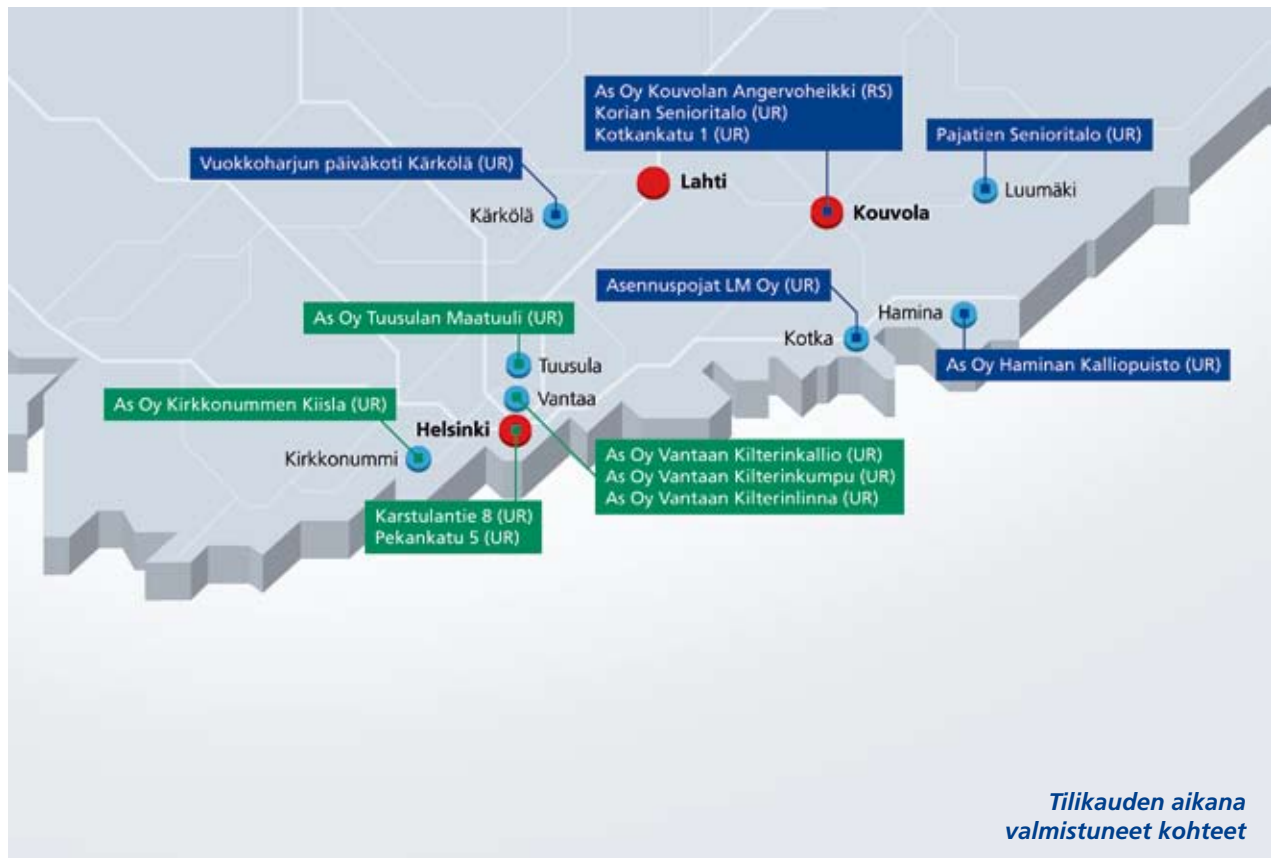 As Oy Kouvolan Angervoheikki (RS)
Korian Senioritalo (UR)
Kotkankatu 1 (UR)
Pajatien Senioritalo (UR)
Vuokkoharjun päiväkoti Kärkölä (UR)
Lahti
Luumäki
Kärkölä
Kouvola
Asennuspojat LM Oy (UR)
As Oy Tuusulan Maatuuli (UR)
Hamina
Kotka
As Oy Haminan Kalliopuisto (UR)
Tuusula
Vantaa
As Oy Kirkkonummen Kiisla (UR)
Helsinki
Kirkkonummi
As Oy Vantaan Kilterinkallio (UR)
As Oy Vantaan Kilterinkumpu (UR)
As Oy Vantaan Kilterinlinna (UR)
Karstulantie 8 (UR)
Pekankatu 5 (UR)
Tilikauden aikana
valmistuneet kohteet